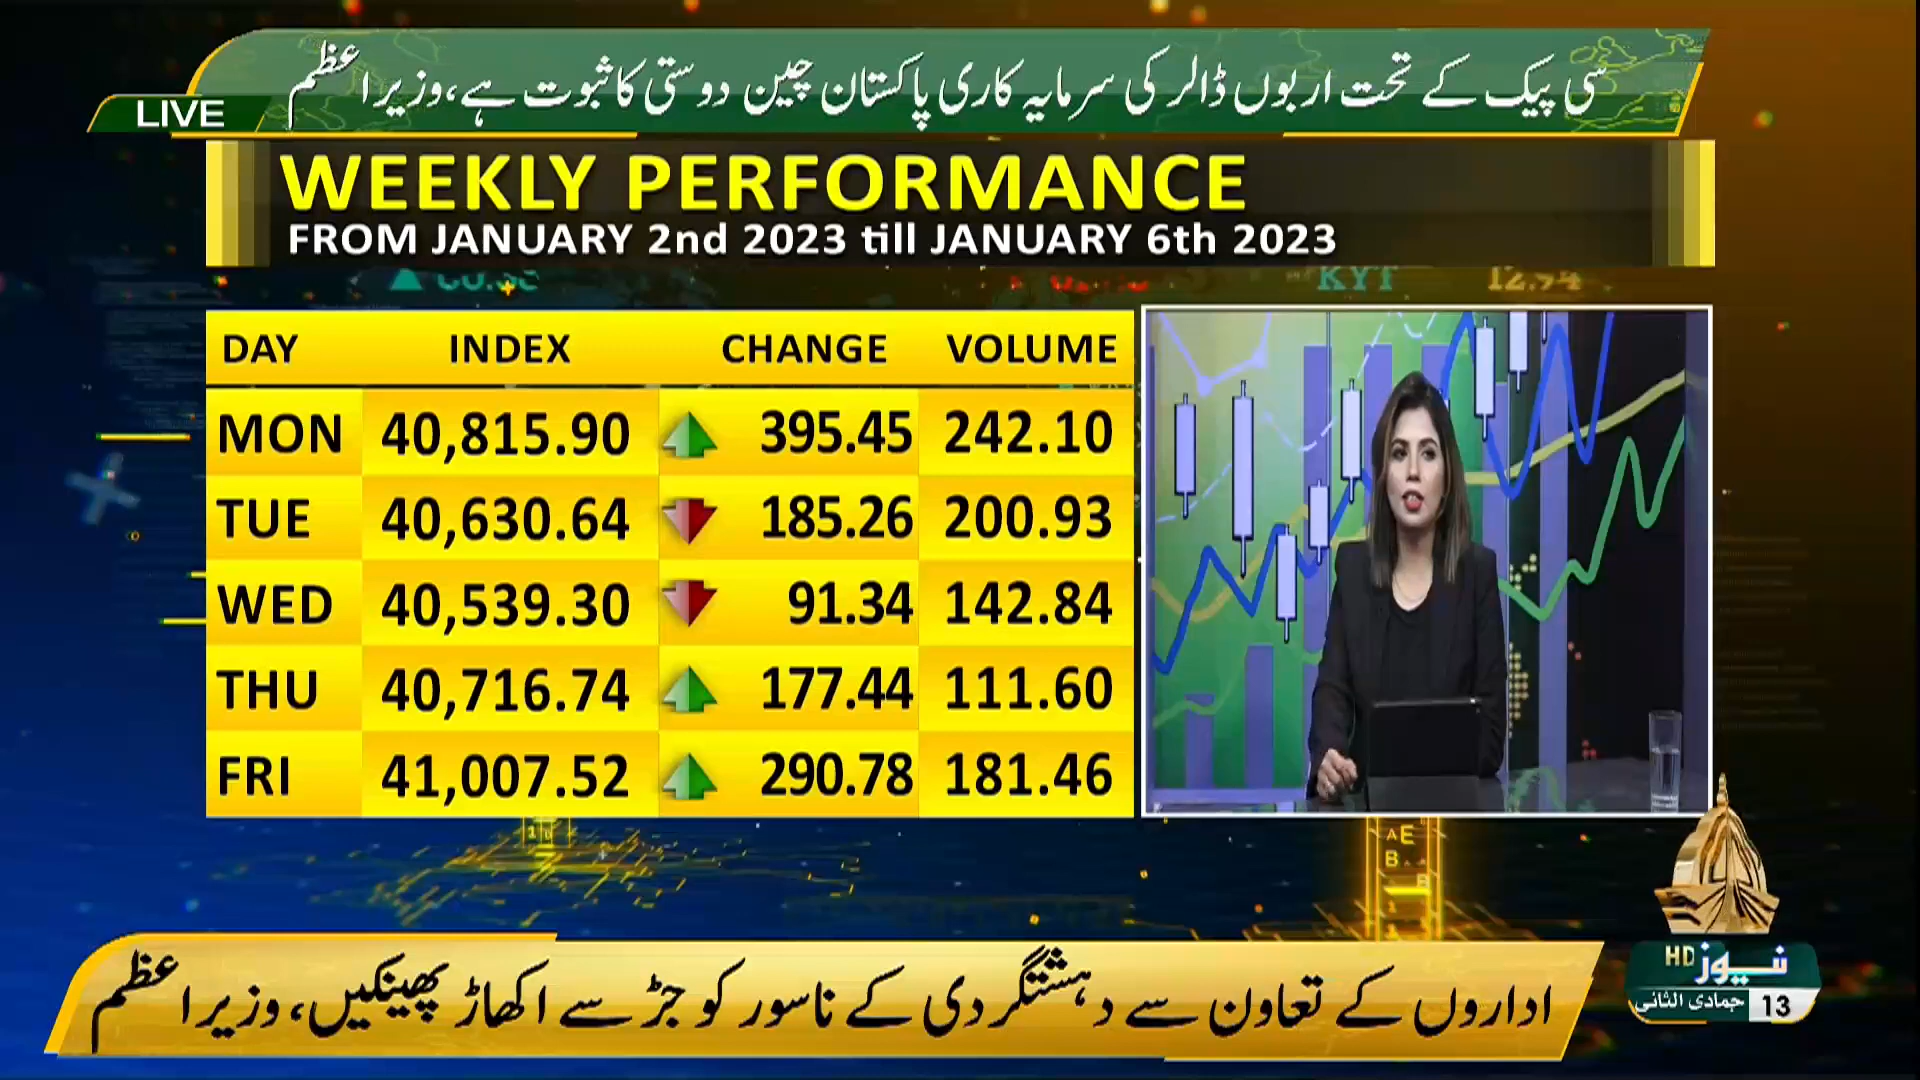 سی پیک کے تحت اربوں ڈالر کی سرمایہ کاری پاکستان چین دوستی کا ثبوت ہے، وزیراعظم
LIVE
WEEKLY PERFORMANCE
FROM JANUARY 2nd 2023 till JANUARY 6th 2023
KYT 12.94
DAY INDEX CHANGE VOLUME
MON 40,815.90 395.45 242.10
TUE 40,630.64 185.26 200.93
WED 40,539.30 91.34 142.84
THU 40,716.74 177.44 111.60
FRI 41,007.52 290.78 181.46
اداروں کے تعاون سے دہشتگردی کے ناسور کو جڑ سے اکھاڑ پھینکیں، وزیراعظم
نیوز HD
13 جمادی الثانی